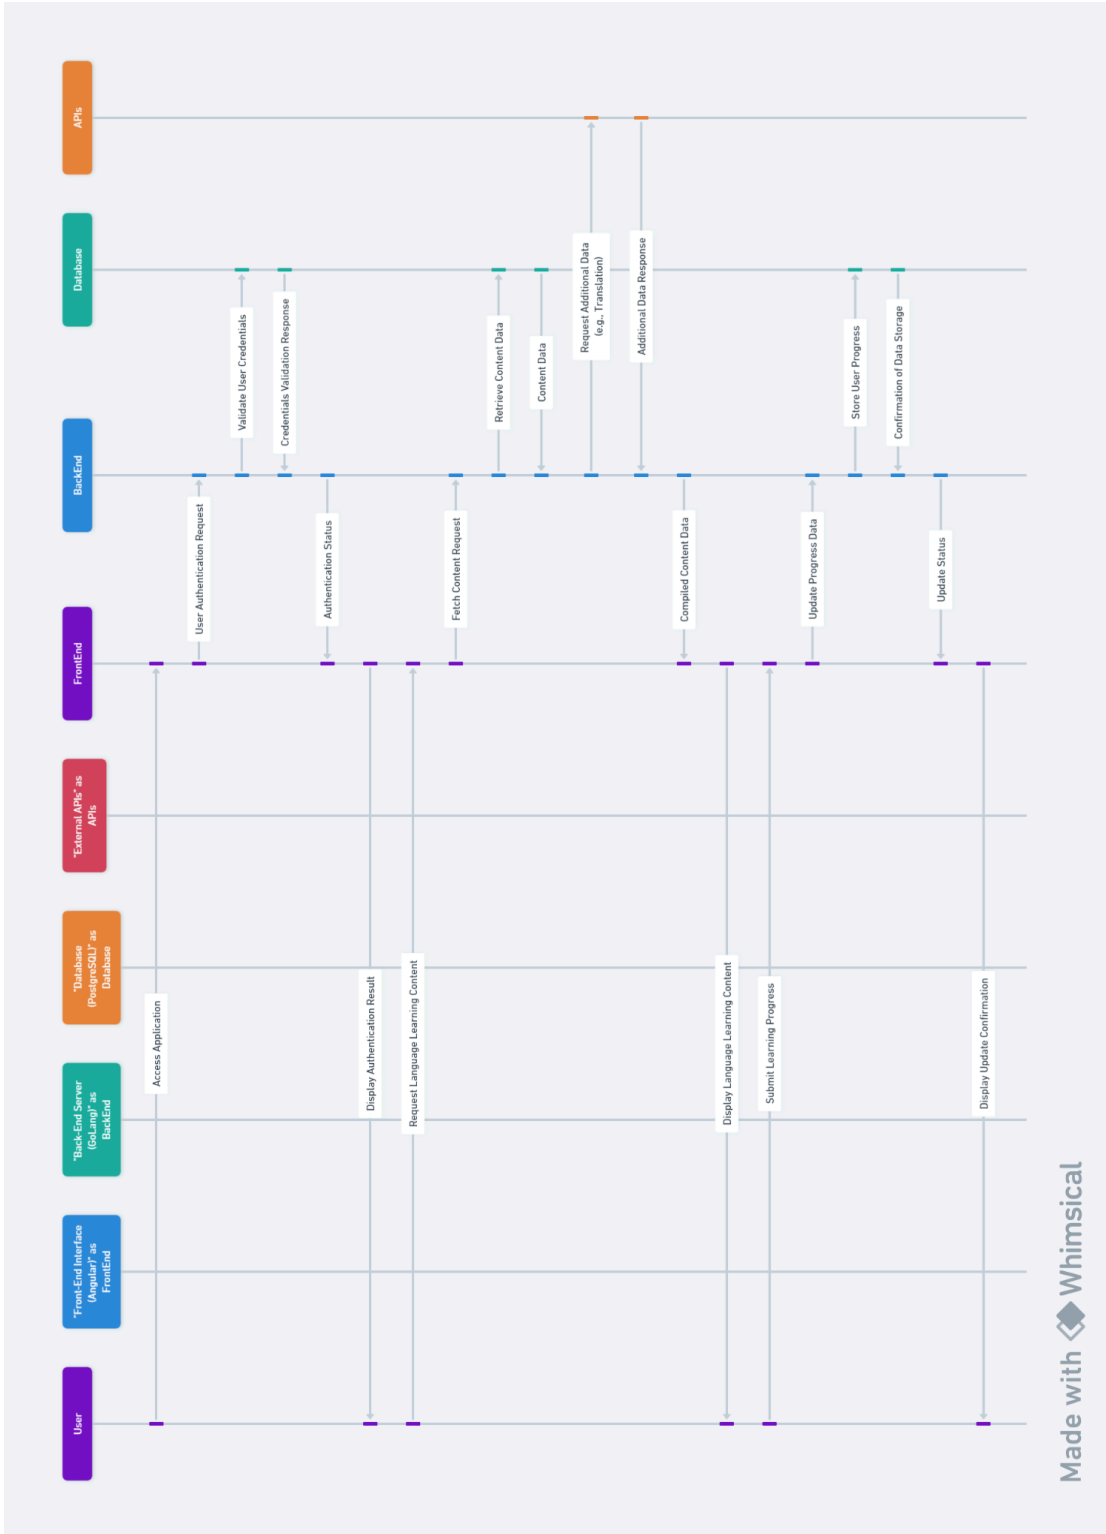 User
"Front-End Interface
(Angular)" as
FrontEnd
"Back-End Server
(GoLang)" as
BackEnd
"Database
(PostgreSQL)" as
Database
"External APIs" as
APIs
FrontEnd
BackEnd
Database
APIs
Access Application
User Authentication Request
Validate User Credentials
Credentials Validation Response
Authentication Status
Display Authentication Result
Request Language Learning Content
Fetch Content Request
Retrieve Content Data
Content Data
Request Additional Data
(e.g., Translation)
Additional Data Response
Compiled Content Data
Display Language Learning Content
Submit Learning Progress
Update Progress Data
Store User Progress
Confirmation of Data Storage
Update Status
Display Update Confirmation
Made with Whimsical